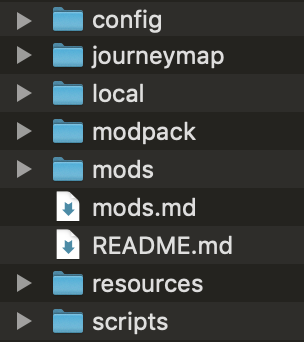 config
journeymap
local
modpack
mods
mods.md
README.md
resources
scripts